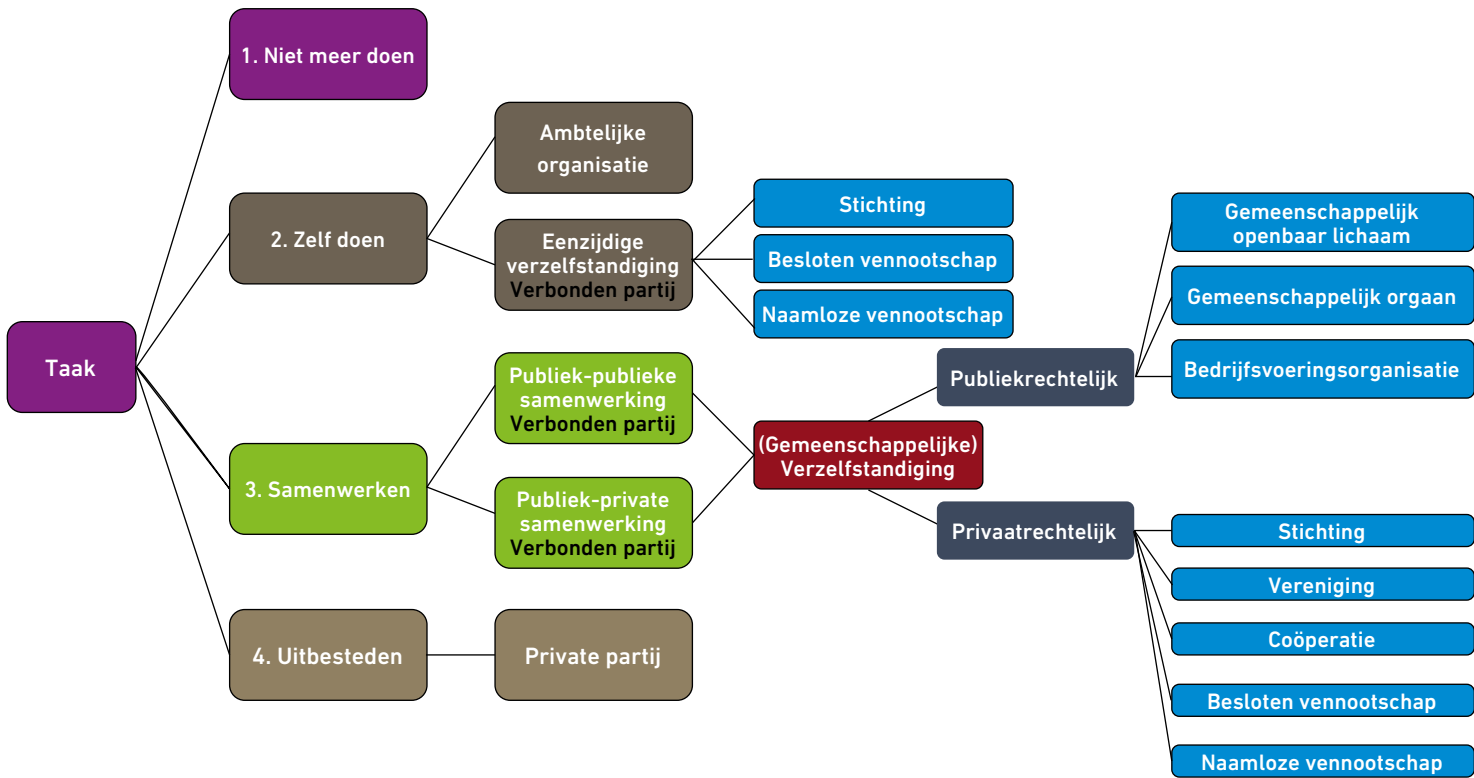 Taak
1. Niet meer doen
2. Zelf doen
Ambtelijke
organisatie
Eenzijdige
verzelfstandiging
Verbonden partij
Stichting
Besloten vennootschap
Naamloze vennootschap
3. Samenwerken
Publiek-publieke
samenwerking
Verbonden partij
Publiek-private
samenwerking
Verbonden partij
(Gemeenschappelijke)
Verzelfstandiging
Publiekrechtelijk
Gemeenschappelijk
openbaar lichaam
Gemeenschappelijk orgaan
Bedrijfsvoeringsorganisatie
Privaatrechtelijk
Stichting
Vereniging
Coöperatie
Besloten vennootschap
Naamloze vennootschap
4. Uitbesteden
Private partij